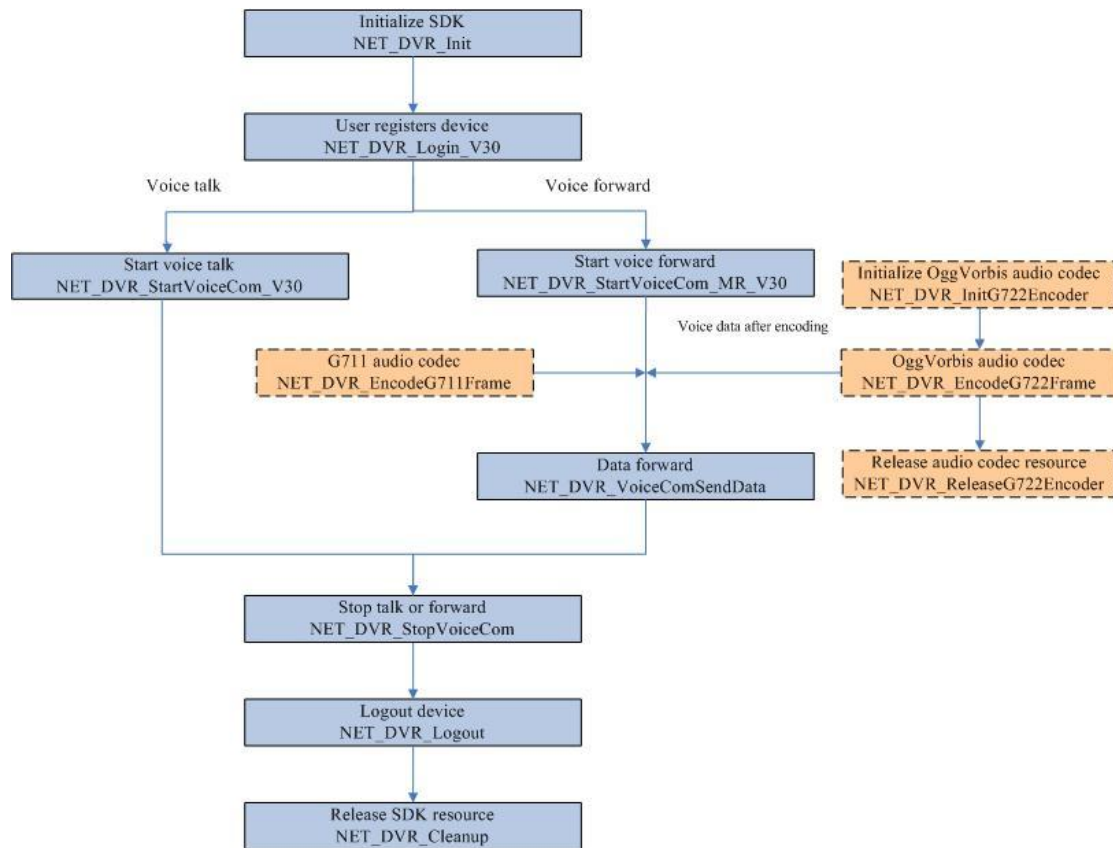 Initialize SDK
NET_DVR_Init
User registers device
NET_DVR_Login_V30
Voice talk
Voice forward
Start voice talk
NET_DVR_StartVoiceCom_V30
Start voice forward
NET_DVR_StartVoiceCom_MR_V30
Initialize OggVorbis audio codec
NET_DVR_InitG722Encoder
Voice data after encoding
G711 audio codec
NET_DVR_EncodeG711Frame
OggVorbis audio codec
NET_DVR_EncodeG722Frame
Data forward
NET_DVR_VoiceComSendData
Release audio codec resource
NET_DVR_ReleaseG722Encoder
Stop talk or forward
NET_DVR_StopVoiceCom
Logout device
NET_DVR_Logout
Release SDK resource
NET_DVR_Cleanup